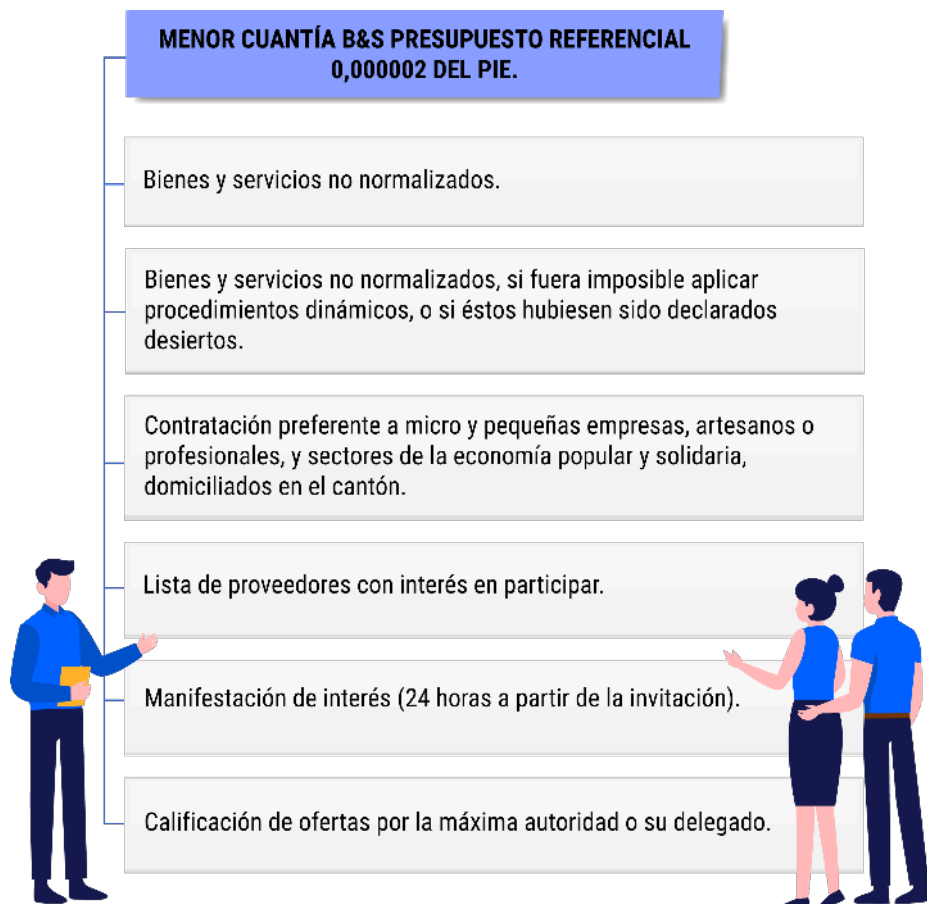 MENOR CUANTÍA B&S PRESUPUESTO REFERENCIAL
0,000002 DEL PIE.
Bienes y servicios no normalizados.
Bienes y servicios no normalizados, si fuera imposible aplicar
procedimientos dinámicos, o si éstos hubiesen sido declarados
desiertos.
Contratación preferente a micro y pequeñas empresas, artesanos o
profesionales, y sectores de la economía popular y solidaria,
domiciliados en el cantón.
Lista de proveedores con interés en participar.
Manifestación de interés (24 horas a partir de la invitación).
Calificación de ofertas por la máxima autoridad o su delegado.